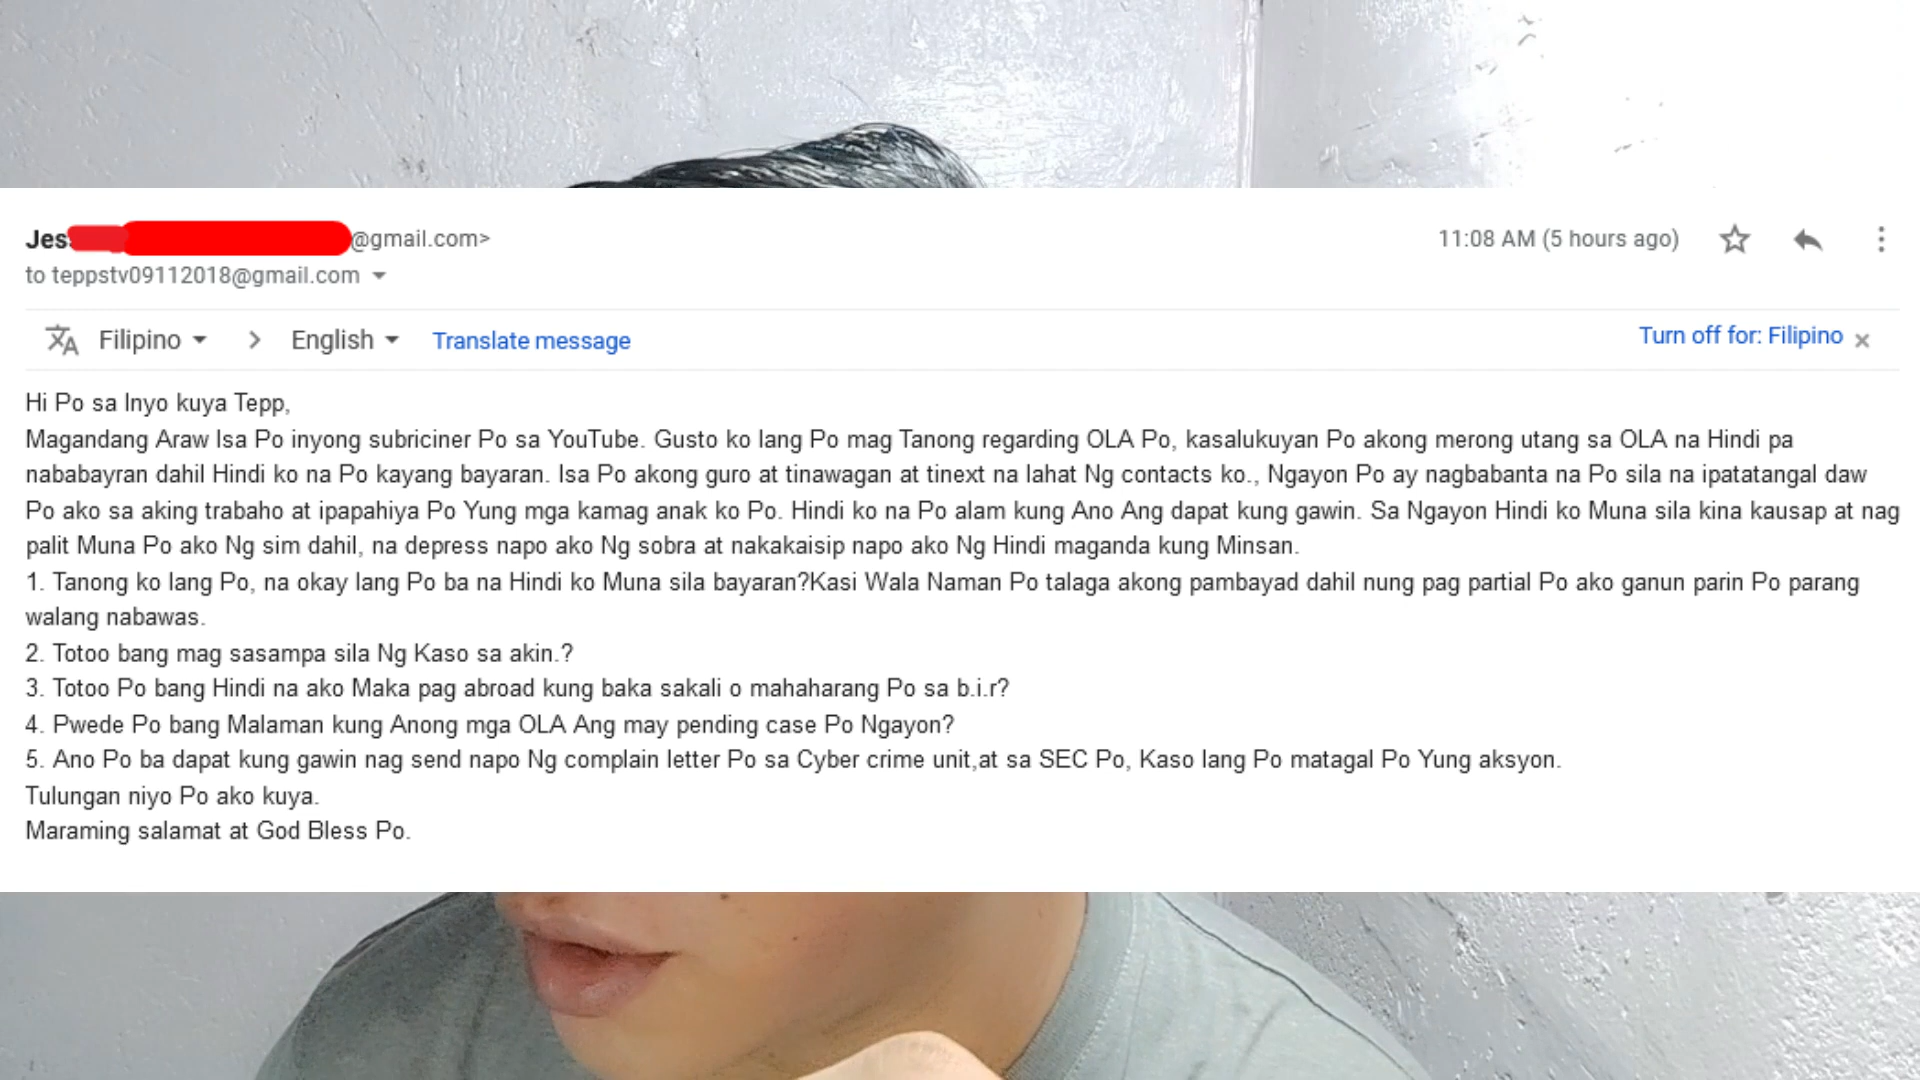 Jes
@gmail.com>
11:08 AM (5 hours ago)
to teppstv09112018@gmail.com
Filipino
English
Translate message
Turn off for: Filipino
Hi Po sa Inyo kuya Tepp,
Magandang Araw Isa Po inyong subriciner Po sa YouTube. Gusto ko lang Po mag Tanong regarding OLA Po, kasalukuyan Po akong merong utang sa OLA na Hindi pa
nababayran dahil Hindi ko na Po kayang bayaran. Isa Po akong guro at tinawagan at tinext na lahat Ng contacts ko., Ngayon Po ay nagbabanta na Po sila na ipatatangal daw
Po ako sa aking trabaho at ipapahiya Po Yung mga kamag anak ko Po. Hindi ko na Po alam kung Ano Ang dapat kung gawin. Sa Ngayon Hindi ko Muna sila kina kausap at nag
palit Muna Po ako Ng sim dahil, na depress napo ako Ng sobra at nakakaisip napo ako Ng Hindi maganda kung Minsan.
1. Tanong ko lang Po, na okay lang Po ba na Hindi ko Muna sila bayaran?Kasi Wala Naman Po talaga akong pambayad dahil nung pag partial Po ako ganun parin Po parang
walang nabawas.
2. Totoo bang mag sasampa sila Ng Kaso sa akin.?
3. Totoo Po bang Hindi na ako Maka pag abroad kung baka sakali o mahaharang Po sa b.i.r?
4. Pwede Po bang Malaman kung Anong mga OLA Ang may pending case Po Ngayon?
5. Ano Po ba dapat kung gawin nag send napo Ng complain letter Po sa Cyber crime unit,at sa SEC Po, Kaso lang Po matagal Po Yung aksyon.
Tulungan niyo Po ako kuya.
Maraming salamat at God Bless Po.